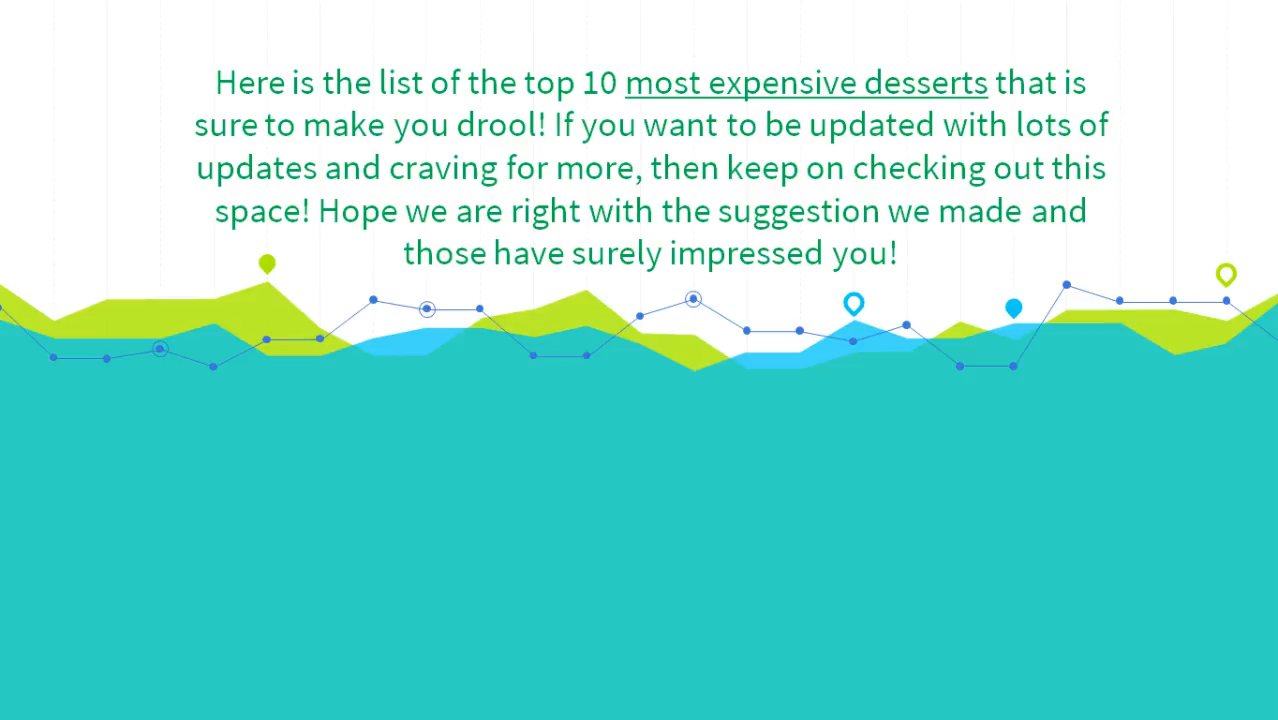 Here is the list of the top 10 most expensive desserts that is
sure to make you drool! If you want to be updated with lots of
updates and craving for more, then keep on checking out this
space! Hope we are right with the suggestion we made and
those have surely impressed you!